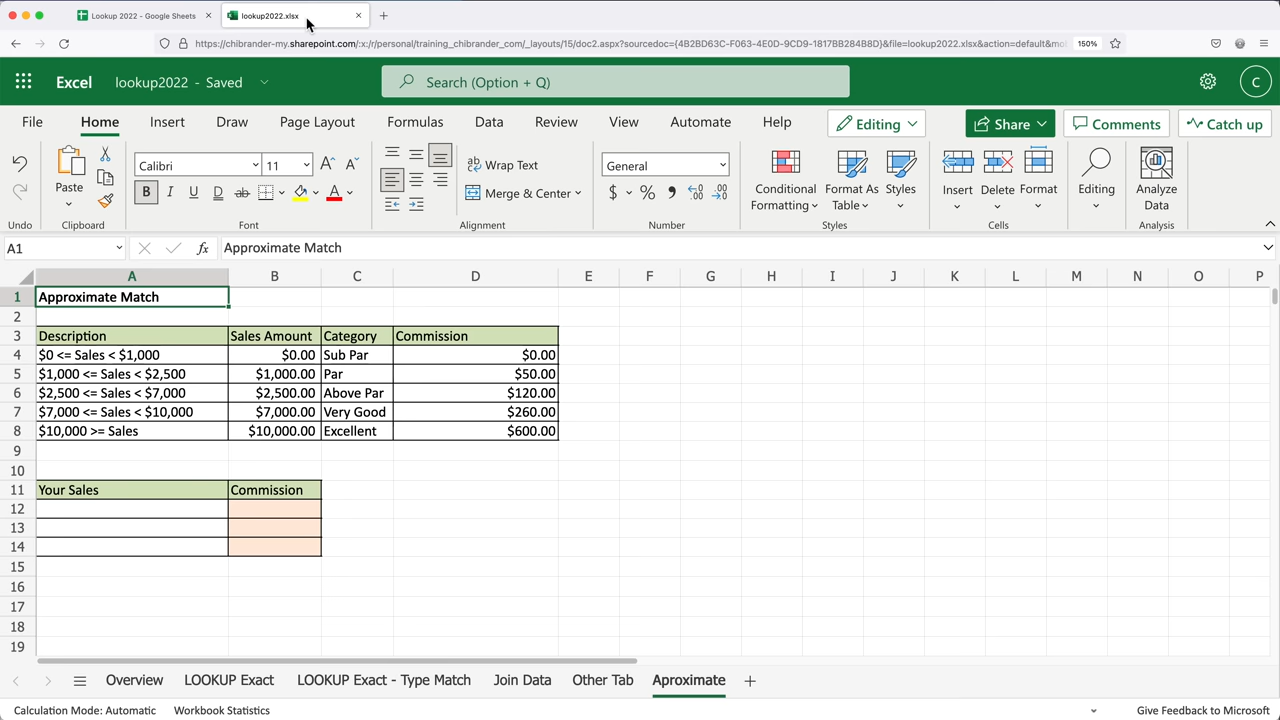 Lookup 2022 - Google Sheets
lookup2022.xlsx
https://chibrander-my.sharepoint.com/:x:/r/personal/training_chibrander_com/_layouts/15/doc2.aspx?sourcedoc={4B2BD63C-F063-4E0D-9CD9-1817BB284B8D}&file=lookup2022.xlsx&action=default&mo
150%
Excel lookup2022 - Saved
Search (Option + Q)
C
File Home Insert Draw Page Layout Formulas Data Review View Automate Help Editing Share Comments Catch up
Paste
Calibri 11
B I U D ab A A A
ab Wrap Text
Merge & Center
General
$ % 9 .00 .00
Conditional Formatting
Format As Table
Styles
Insert Delete Format
Editing
Analyze Data
Undo Clipboard Font Alignment Number Styles Cells Analysis
A1 fx Approximate Match
A B C D E F G H I J K L M N O P
1 Approximate Match
2
3 Description Sales Amount Category Commission
4 $0 <= Sales < $1,000 $0.00 Sub Par $0.00
5 $1,000 <= Sales < $2,500 $1,000.00 Par $50.00
6 $2,500 <= Sales < $7,000 $2,500.00 Above Par $120.00
7 $7,000 <= Sales < $10,000 $7,000.00 Very Good $260.00
8 $10,000 >= Sales $10,000.00 Excellent $600.00
9
10
11 Your Sales Commission
12
13
14
15
16
17
18
19
Overview LOOKUP Exact LOOKUP Exact - Type Match Join Data Other Tab Aproximate
Calculation Mode: Automatic Workbook Statistics Give Feedback to Microsoft